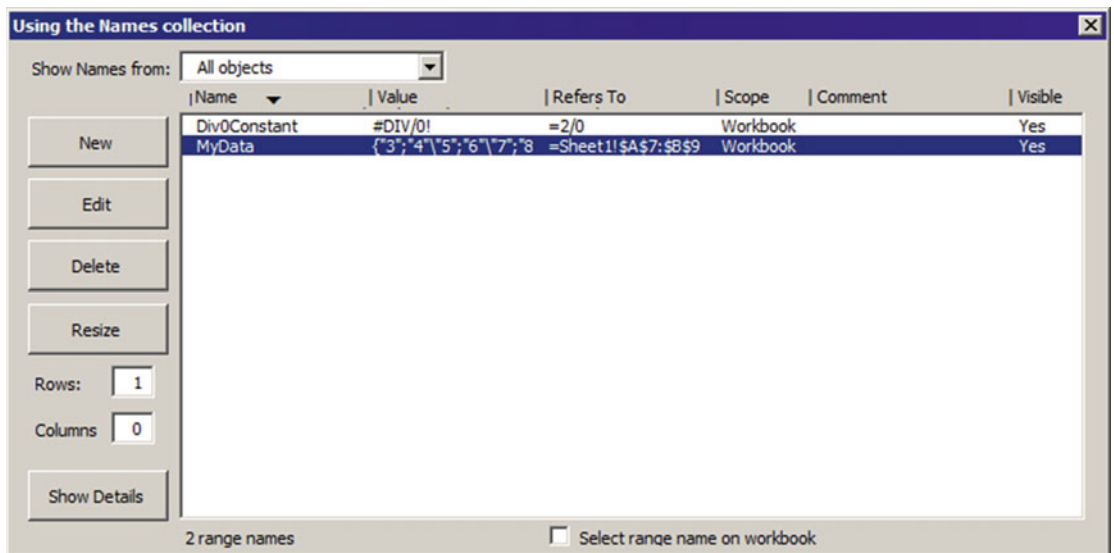 Using the Names collection
Show Names from: All objects
| Name | Value | Refers To | Scope | Comment | Visible
Div0Constant #DIV/0! =2/0 Workbook Yes
MyData {"3";"4"\"5";"6"\"7";"8 =Sheet1!$A$7:$B$9 Workbook Yes
New
Edit
Delete
Resize
Rows: 1
Columns 0
Show Details
2 range names
Select range name on workbook